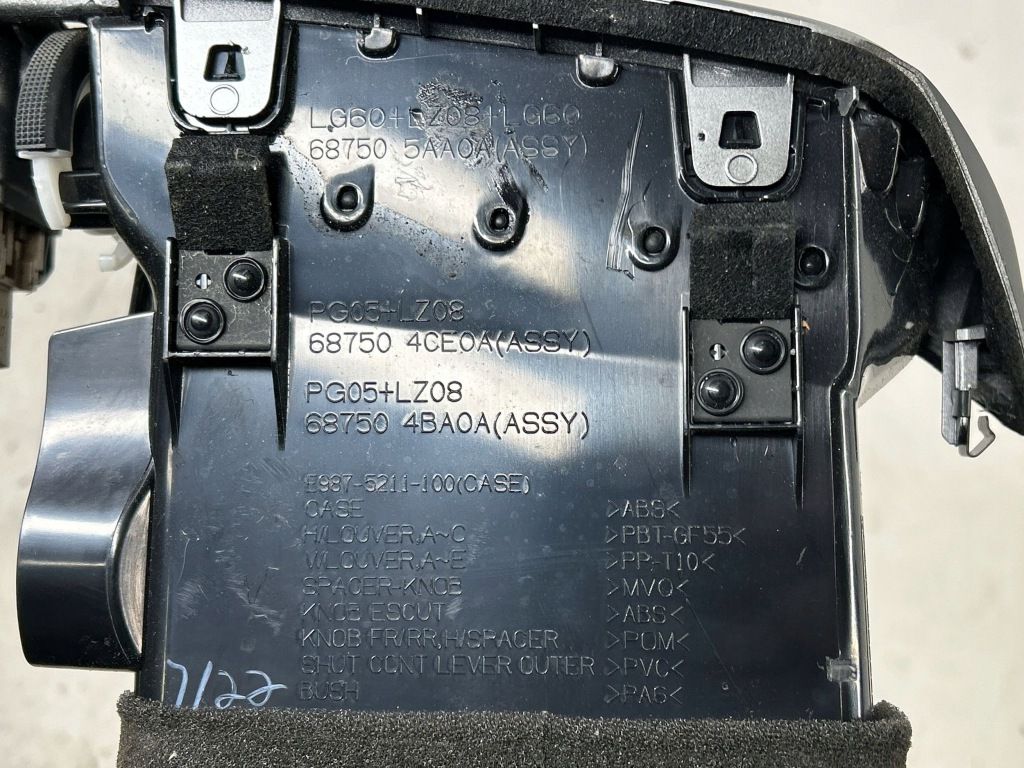 LG60+LZ08+LG60
68750 5AA0A(ASSY)
PG05+LZ08
68750 4CE0A(ASSY)
PG05+LZ08
68750 4BA0A(ASSY)
E987-5211-100(CASE)
CASE >ABS<
H/LOUVER,A~C >PBT-GF55<
V/LOUVER,A~E >PP-T10<
SPACER-KNOB >MVQ<
KNOB ESCUT >ABS<
KNOB FR/RR,H/SPACER >POM<
SHUT CONT LEVER OUTER >PVC<
BUSH >PA6<
7/22